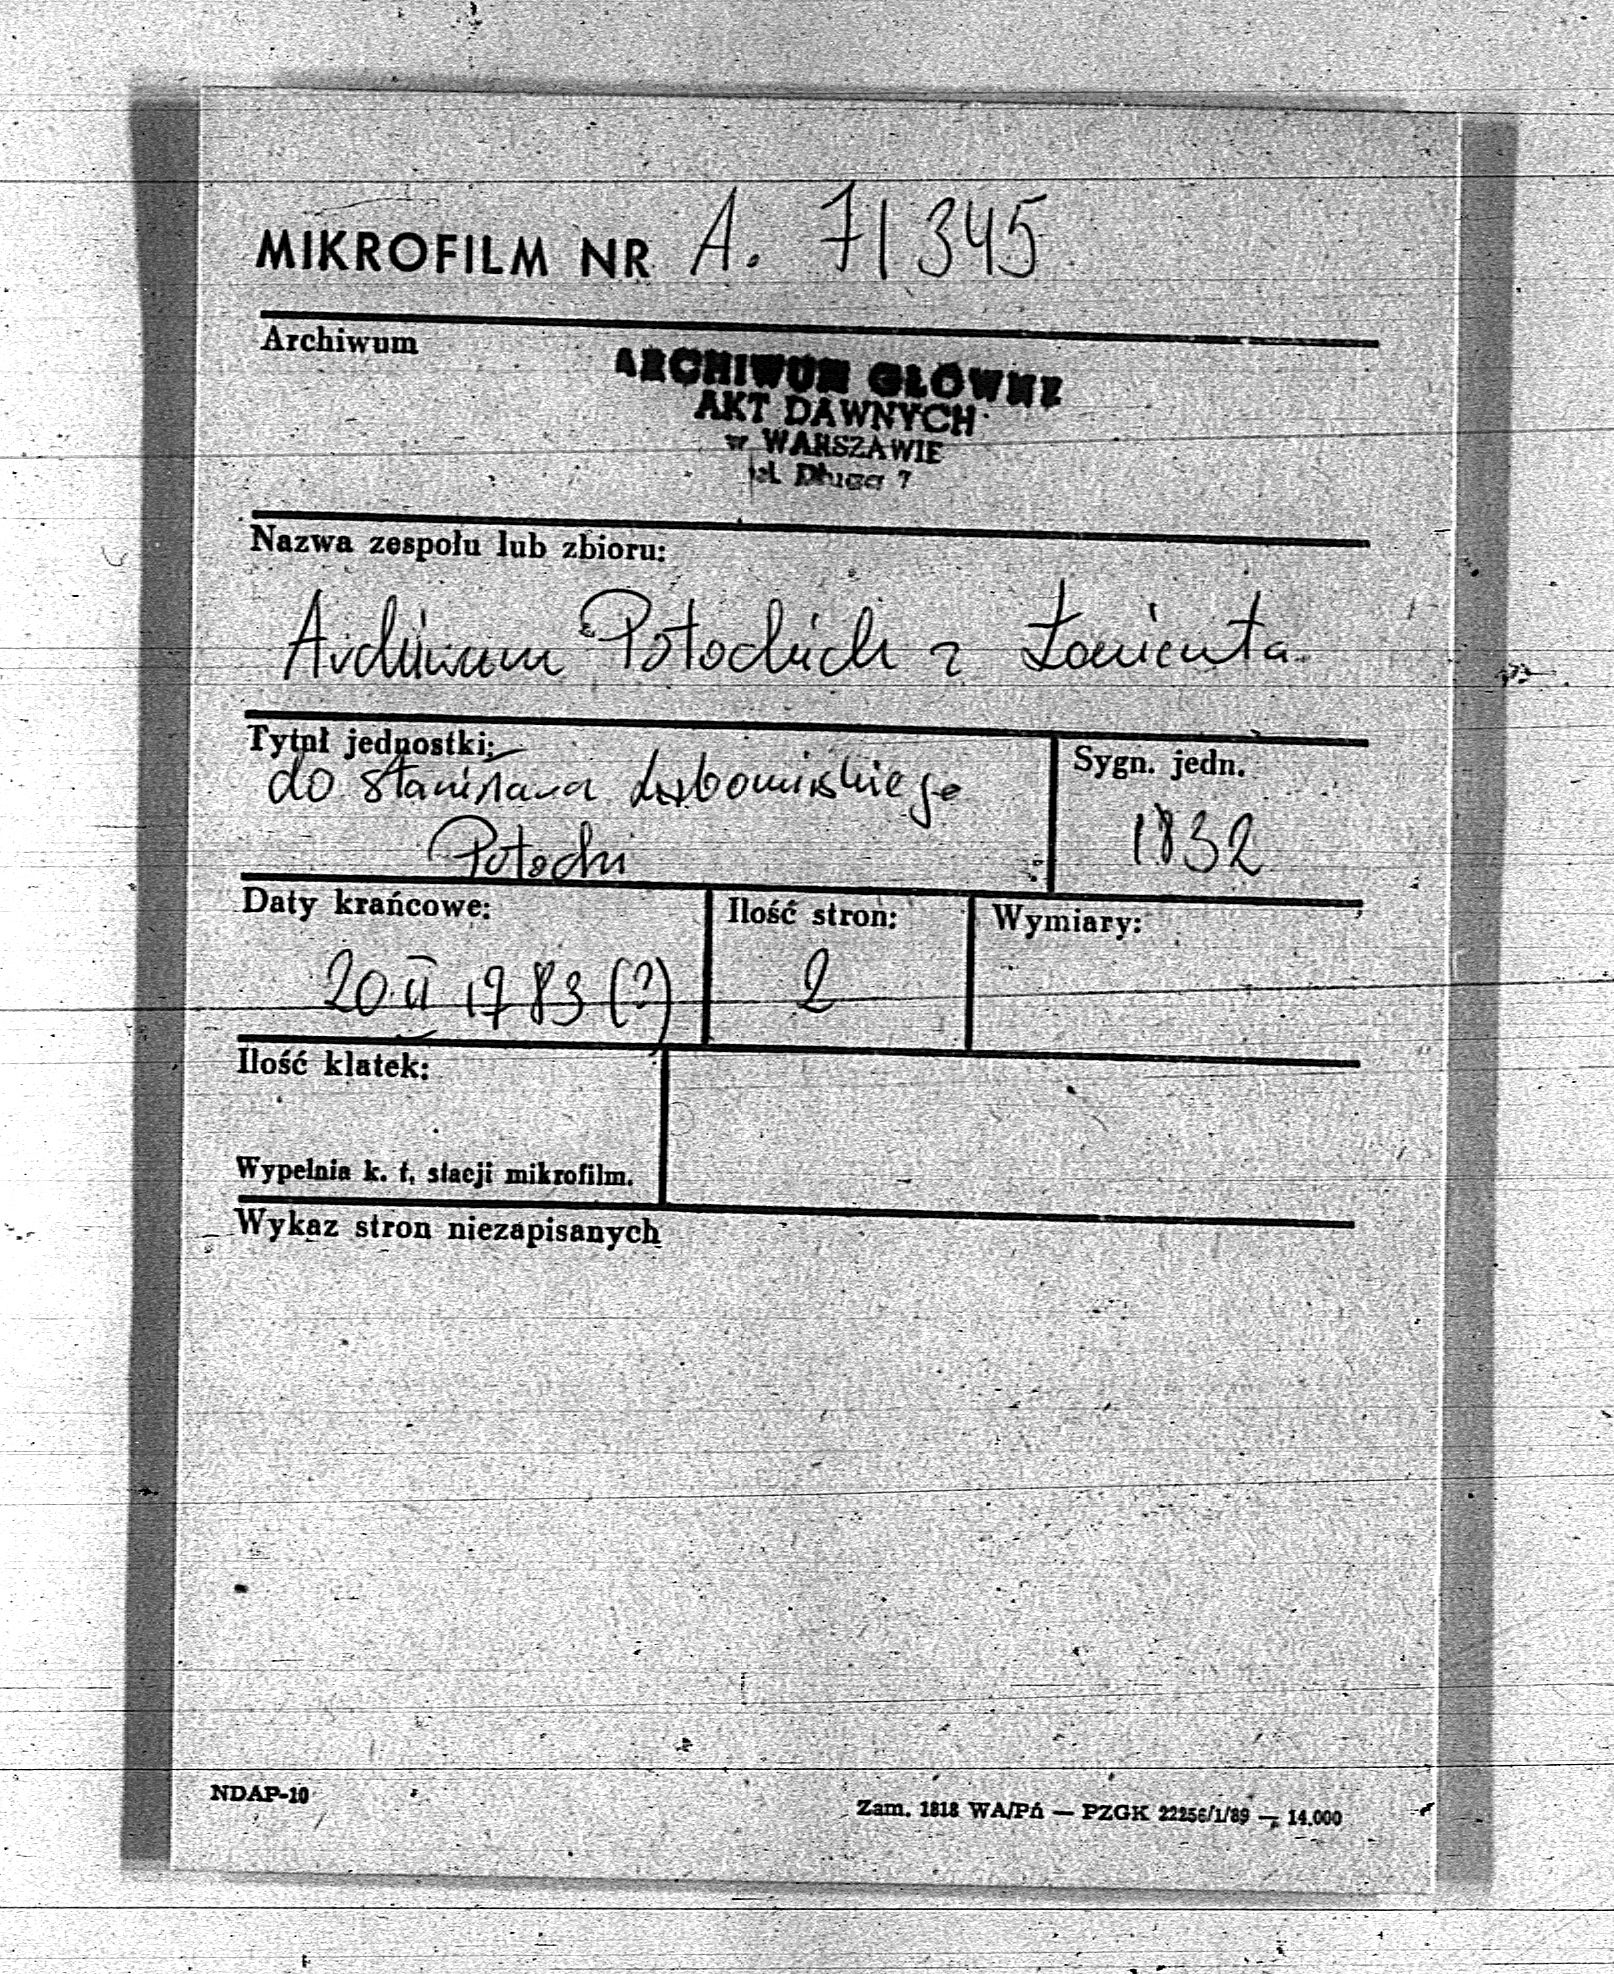 MIKROFILM NR A. 71345
Archiwum
ARCHIWUM GŁÓWNE
AKT DAWNYCH
w WARSZAWIE
ul. Długa 7
Nazwa zespołu lub zbioru:
Archiwum Potockich z Łańcuta
Tytuł jednostki:
do Stanisława Lubomirskiego
Potocki
Sygn. jedn.
1832
Daty krańcowe:
20 II 1783 (?)
Ilość stron:
2
Wymiary:
Ilość klatek:
Wypełnia k. t. stacji mikrofilm.
Wykaz stron niezapisanych
NDAP-10
Zam. 1818 WA/Pń — PZGK 22256/1/89 — 14.000